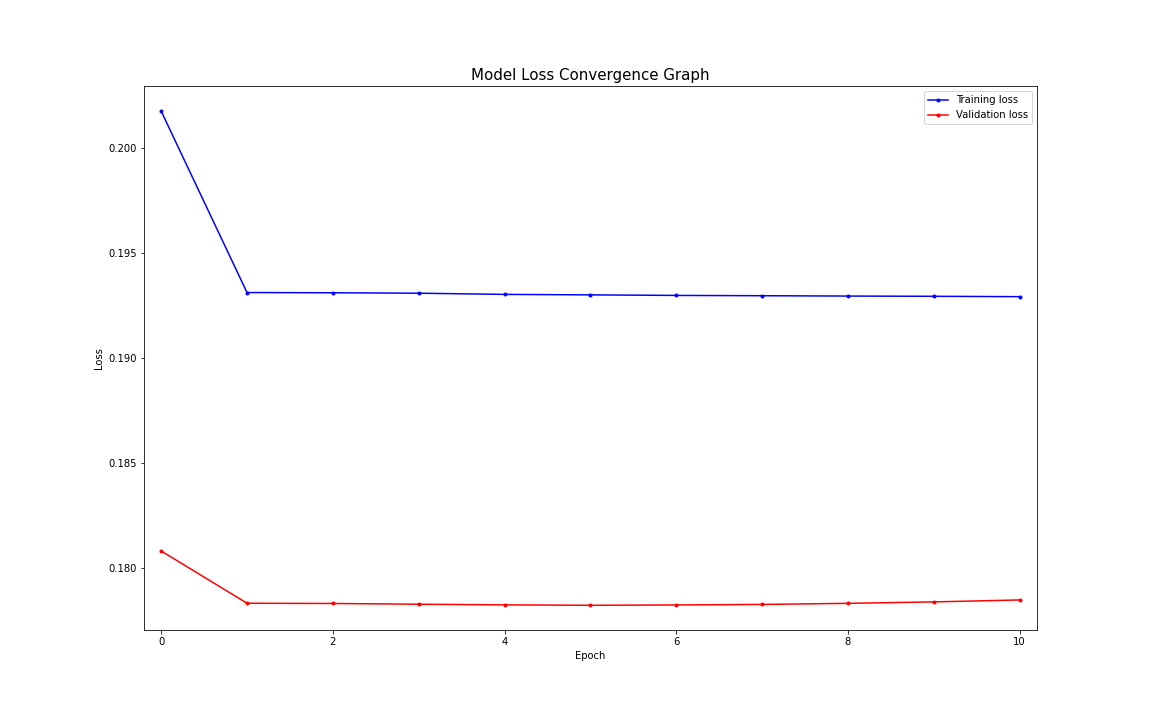 Model Loss Convergence Graph
Training loss
Validation loss
0.200
0.195
0.190
0.185
0.180
Loss
0
2
4
6
8
10
Epoch